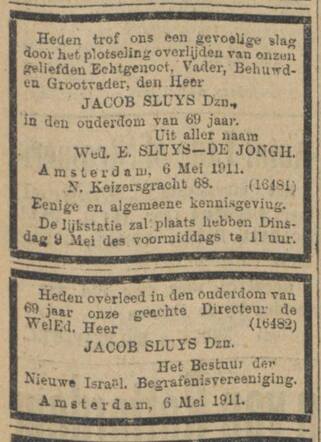 Heden trof ons een gevoelige slag
door het plotseling overlijden van onzen
geliefden Echtgenoot, Vader, Behuwd-
en Grootvader, den Heer
JACOB SLUYS Dzn.,
in den ouderdom van 69 jaar.
Uit aller naam
Wed. E. SLUYS—DE JONGH.
Amsterdam, 6 Mei 1911.
N. Keizersgracht 68. (16481)
Eenige en algemeene kennisgeving.
De lijkstatie zal plaats hebben Dins-
dag 9 Mei des voormiddags te 11 uur.
Heden overleed in den ouderdom van
69 jaar onze geachte Directeur de
WelEd. Heer (16482)
JACOB SLUYS Dzn.
Het Bestuur der
Nieuwe Israël. Begrafenisvereeniging.
Amsterdam, 6 Mei 1911.